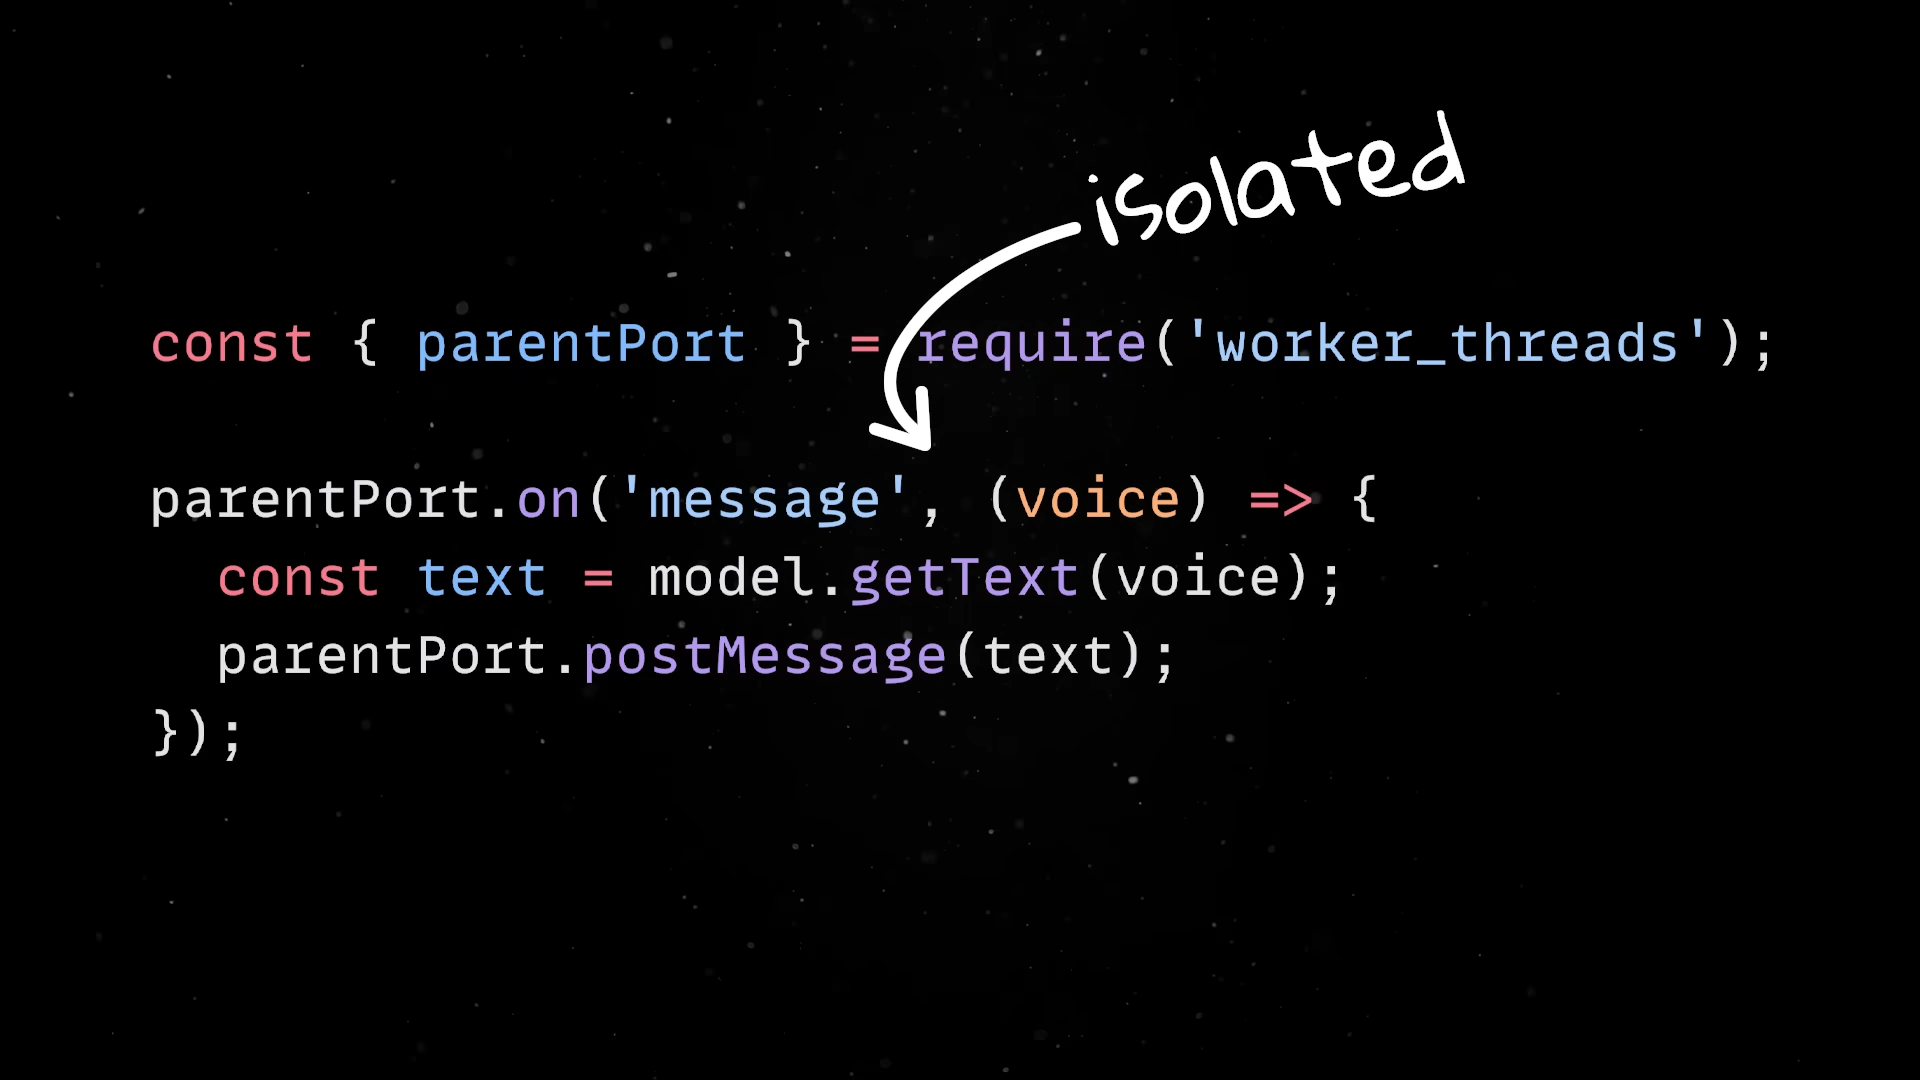 isolated
const { parentPort } = require('worker_threads');
parentPort.on('message', (voice) => {
  const text = model.getText(voice);
  parentPort.postMessage(text);
});